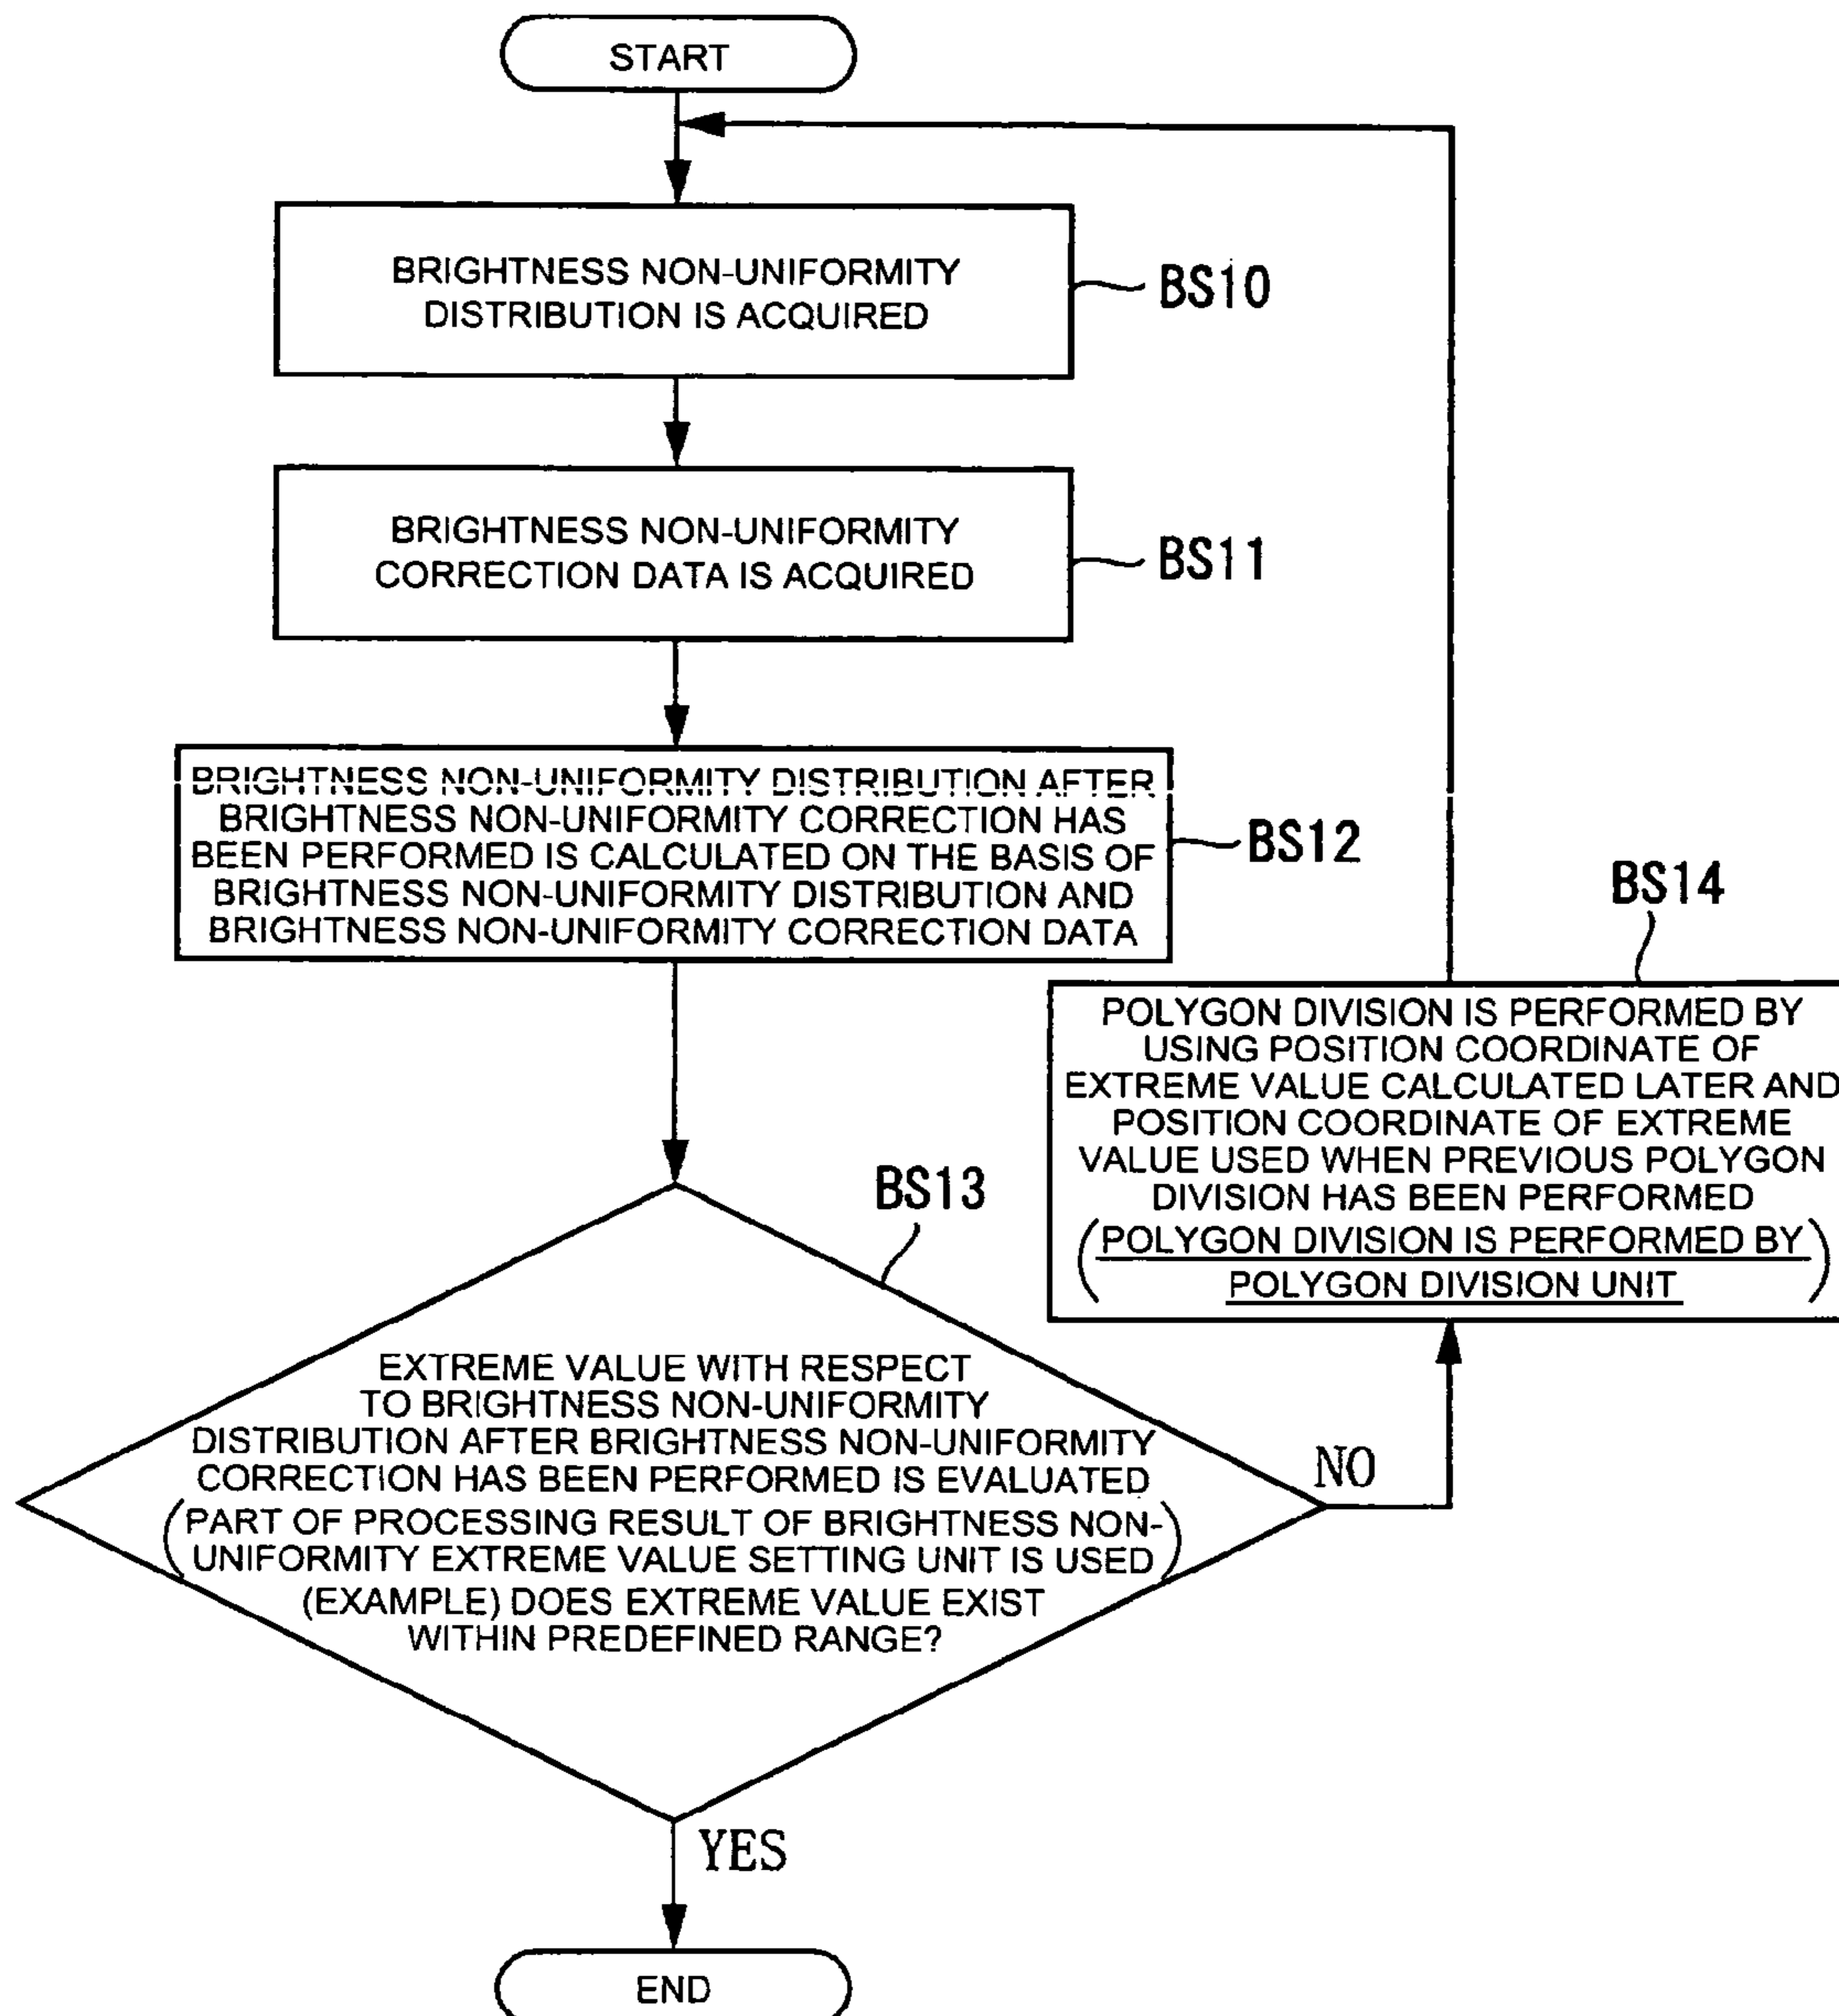 START
BRIGHTNESS NON-UNIFORMITY
DISTRIBUTION IS ACQUIRED
BS10
BRIGHTNESS NON-UNIFORMITY
CORRECTION DATA IS ACQUIRED
BS11
BRIGHTNESS NON-UNIFORMITY DISTRIBUTION AFTER
BRIGHTNESS NON-UNIFORMITY CORRECTION HAS
BEEN PERFORMED IS CALCULATED ON THE BASIS OF
BRIGHTNESS NON-UNIFORMITY DISTRIBUTION AND
BRIGHTNESS NON-UNIFORMITY CORRECTION DATA
BS12
BS14
POLYGON DIVISION IS PERFORMED BY
USING POSITION COORDINATE OF
EXTREME VALUE CALCULATED LATER AND
POSITION COORDINATE OF EXTREME
VALUE USED WHEN PREVIOUS POLYGON
DIVISION HAS BEEN PERFORMED
(POLYGON DIVISION IS PERFORMED BY
POLYGON DIVISION UNIT)
BS13
EXTREME VALUE WITH RESPECT
TO BRIGHTNESS NON-UNIFORMITY
DISTRIBUTION AFTER BRIGHTNESS NON-UNIFORMITY
CORRECTION HAS BEEN PERFORMED IS EVALUATED
(PART OF PROCESSING RESULT OF BRIGHTNESS NON-
UNIFORMITY EXTREME VALUE SETTING UNIT IS USED)
(EXAMPLE) DOES EXTREME VALUE EXIST
WITHIN PREDEFINED RANGE?
NO
YES
END